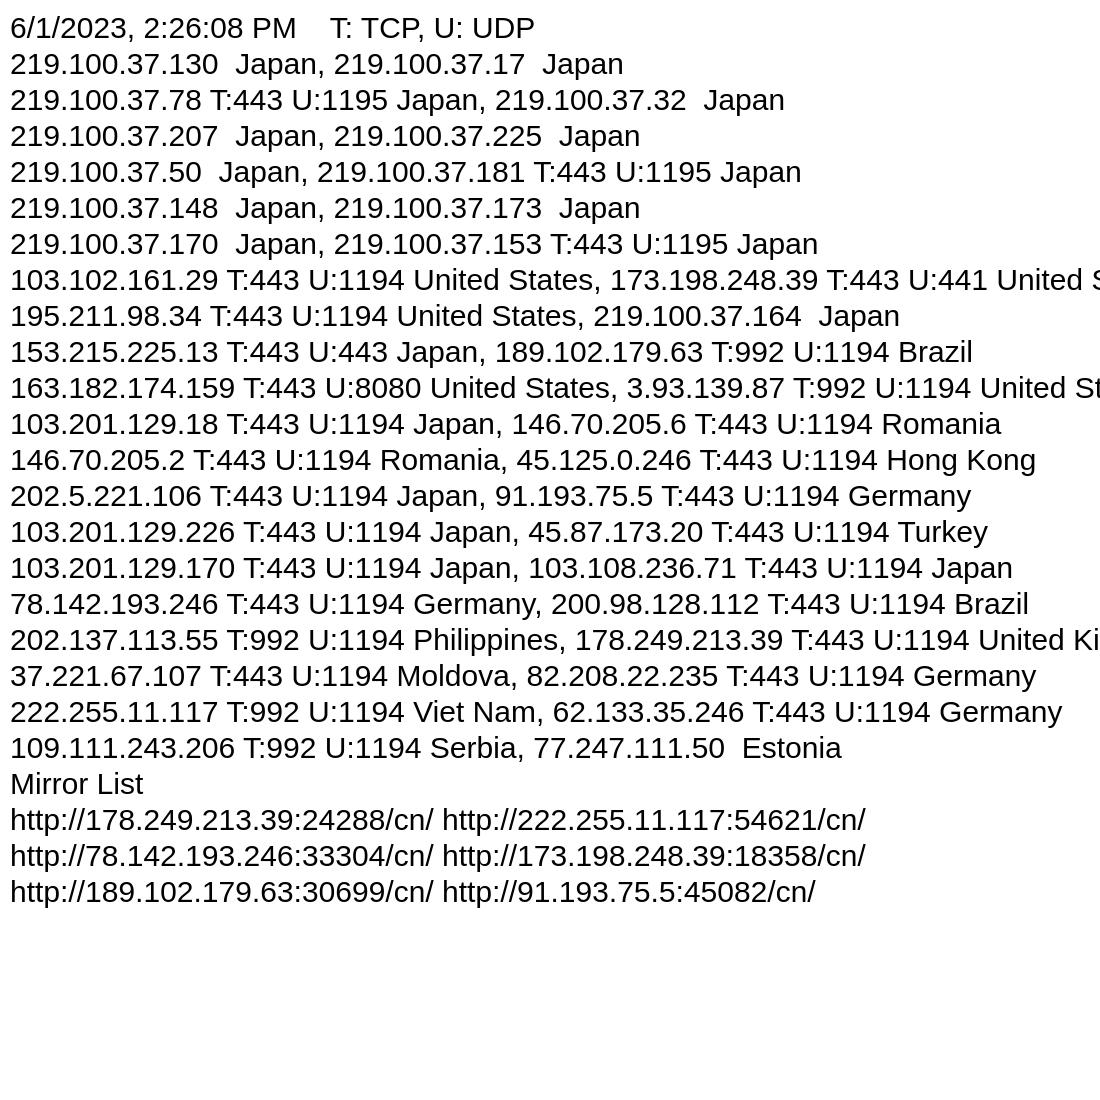 6/1/2023, 2:26:08 PM    T: TCP, U: UDP
219.100.37.130  Japan, 219.100.37.17  Japan
219.100.37.78 T:443 U:1195 Japan, 219.100.37.32  Japan
219.100.37.207  Japan, 219.100.37.225  Japan
219.100.37.50  Japan, 219.100.37.181 T:443 U:1195 Japan
219.100.37.148  Japan, 219.100.37.173  Japan
219.100.37.170  Japan, 219.100.37.153 T:443 U:1195 Japan
103.102.161.29 T:443 U:1194 United States, 173.198.248.39 T:443 U:441 United S
195.211.98.34 T:443 U:1194 United States, 219.100.37.164  Japan
153.215.225.13 T:443 U:443 Japan, 189.102.179.63 T:992 U:1194 Brazil
163.182.174.159 T:443 U:8080 United States, 3.93.139.87 T:992 U:1194 United St
103.201.129.18 T:443 U:1194 Japan, 146.70.205.6 T:443 U:1194 Romania
146.70.205.2 T:443 U:1194 Romania, 45.125.0.246 T:443 U:1194 Hong Kong
202.5.221.106 T:443 U:1194 Japan, 91.193.75.5 T:443 U:1194 Germany
103.201.129.226 T:443 U:1194 Japan, 45.87.173.20 T:443 U:1194 Turkey
103.201.129.170 T:443 U:1194 Japan, 103.108.236.71 T:443 U:1194 Japan
78.142.193.246 T:443 U:1194 Germany, 200.98.128.112 T:443 U:1194 Brazil
202.137.113.55 T:992 U:1194 Philippines, 178.249.213.39 T:443 U:1194 United Ki
37.221.67.107 T:443 U:1194 Moldova, 82.208.22.235 T:443 U:1194 Germany
222.255.11.117 T:992 U:1194 Viet Nam, 62.133.35.246 T:443 U:1194 Germany
109.111.243.206 T:992 U:1194 Serbia, 77.247.111.50  Estonia
Mirror List
http://178.249.213.39:24288/cn/ http://222.255.11.117:54621/cn/
http://78.142.193.246:33304/cn/ http://173.198.248.39:18358/cn/
http://189.102.179.63:30699/cn/ http://91.193.75.5:45082/cn/